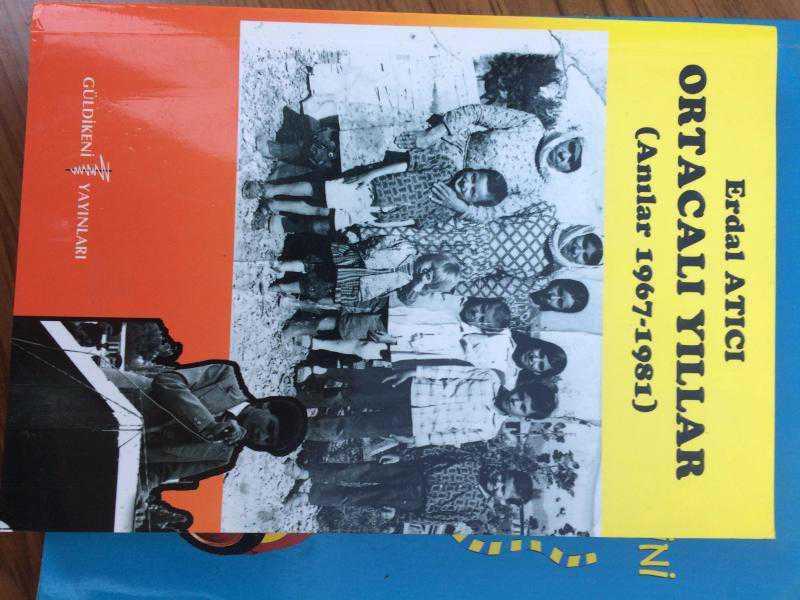 Erdal ATICI
ORTACALI YILLAR
(Anılar 1967-1981)
GÜLDİKENİ YAYINLARI